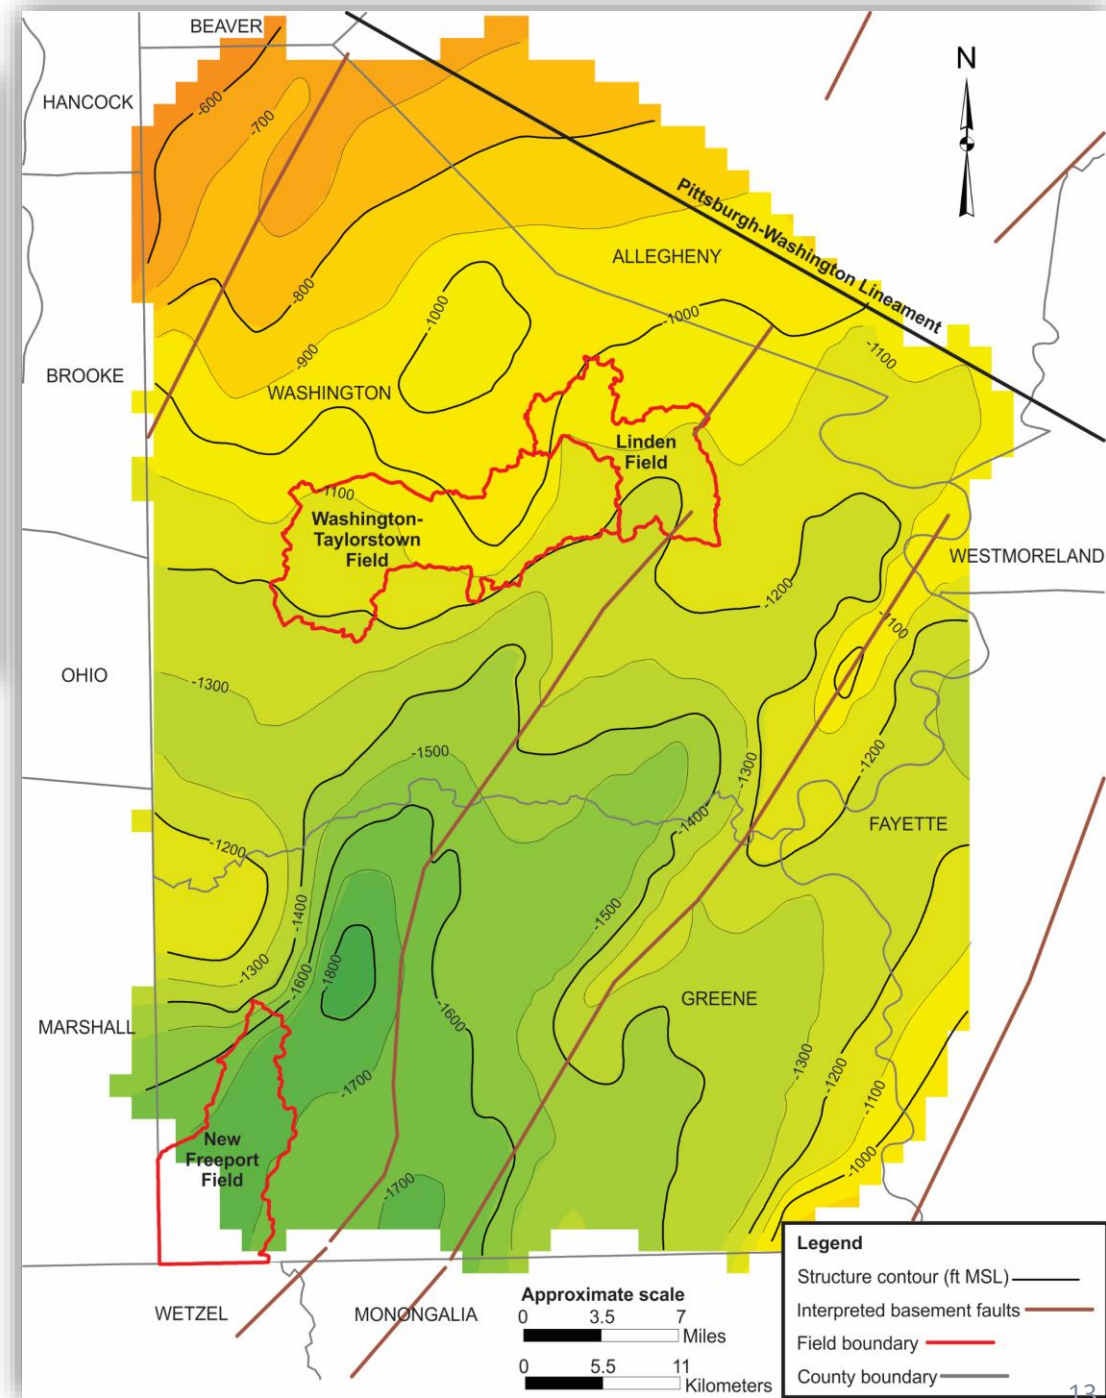 BEAVER
N
HANCOCK
-600
-700
Pittsburgh-Washington Lineament
ALLEGHENY
-800
-1000
-1000
-900
-1100
BROOKE
WASHINGTON
Linden
Field
-1100
Washington-
Taylorstown
Field
WESTMORELAND
-1200
-1100
OHIO
-1300
-1200
-1500
-1300
-1400
FAYETTE
-1200
-1400
-1500
-1300
-1600
-1800
GREENE
MARSHALL
-1600
-1300
-1200
-1700
-1100
New
Freeport
Field
-1000
-1700
WETZEL
MONONGALIA
Approximate scale
0 3.5 7
Miles
0 5.5 11
Kilometers
Legend
Structure contour (ft MSL)
Interpreted basement faults
Field boundary
County boundary
13